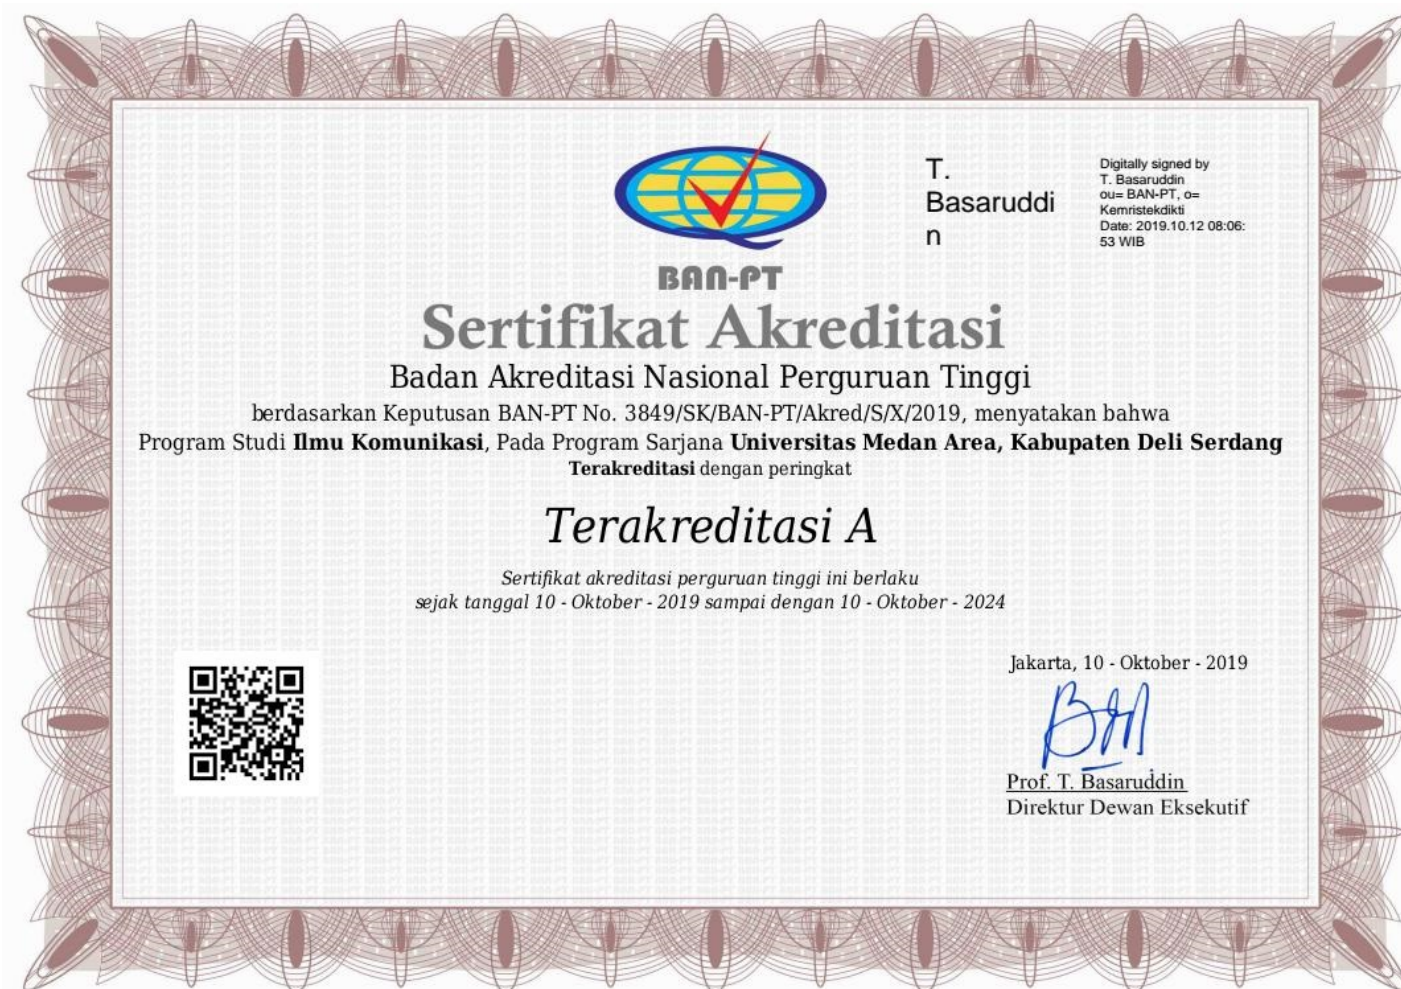 T.
Basaruddi
n
Digitally signed by
T. Basaruddin
ou= BAN-PT, o=
Kemristekdikti
Date: 2019.10.12 08:06:
53 WIB
BAN-PT
Sertifikat Akreditasi
Badan Akreditasi Nasional Perguruan Tinggi
berdasarkan Keputusan BAN-PT No. 3849/SK/BAN-PT/Akred/S/X/2019, menyatakan bahwa
Program Studi Ilmu Komunikasi, Pada Program Sarjana Universitas Medan Area, Kabupaten Deli Serdang
Terakreditasi dengan peringkat
Terakreditasi A
Sertifikat akreditasi perguruan tinggi ini berlaku
sejak tanggal 10 - Oktober - 2019 sampai dengan 10 - Oktober - 2024
Jakarta, 10 - Oktober - 2019
Prof. T. Basaruddin
Direktur Dewan Eksekutif